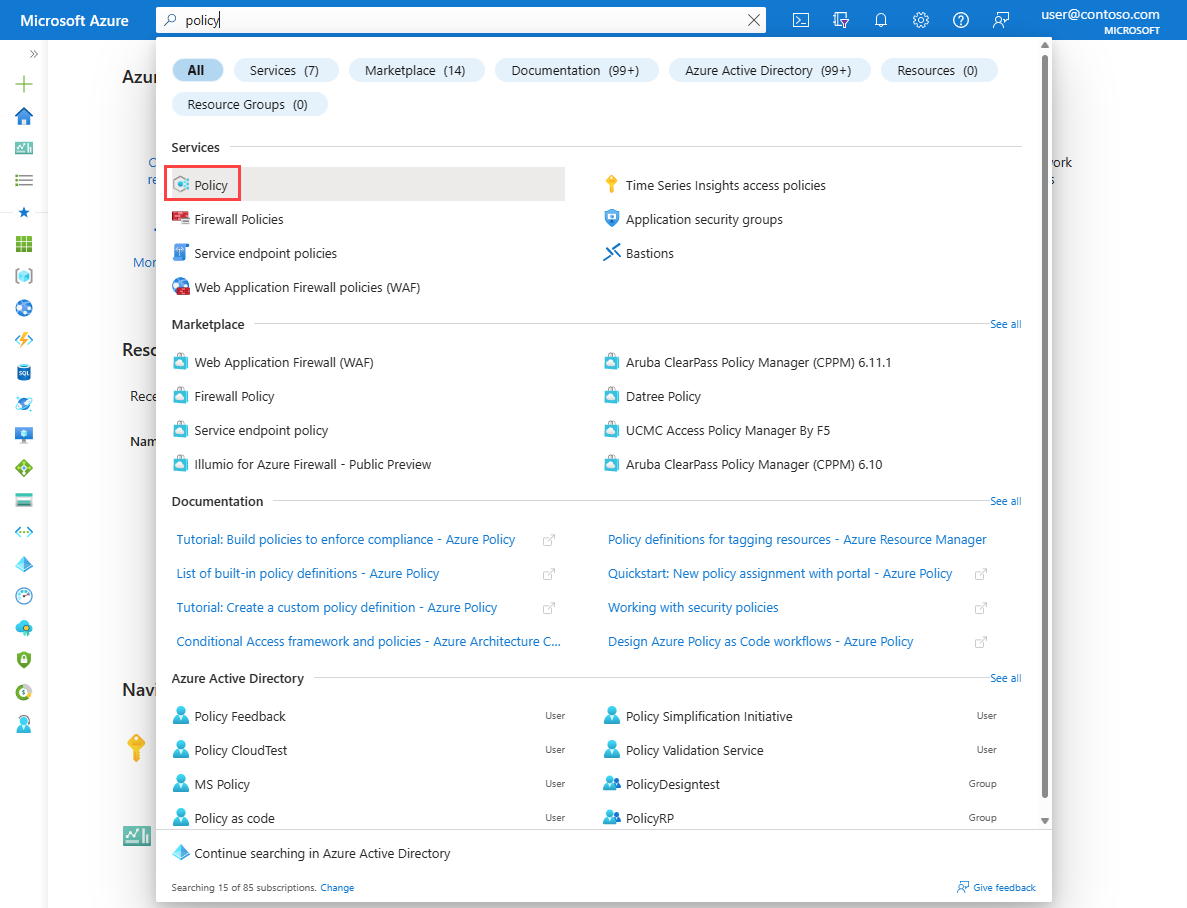 Microsoft Azure
policy
user@contoso.com
MICROSOFT
All
Services (7)
Marketplace (14)
Documentation (99+)
Azure Active Directory (99+)
Resources (0)
Resource Groups (0)
Services
Policy
Time Series Insights access policies
Firewall Policies
Application security groups
Service endpoint policies
Bastions
Web Application Firewall policies (WAF)
Marketplace
See all
Web Application Firewall (WAF)
Aruba ClearPass Policy Manager (CPPM) 6.11.1
Firewall Policy
Datree Policy
Service endpoint policy
UCMC Access Policy Manager By F5
Illumio for Azure Firewall - Public Preview
Aruba ClearPass Policy Manager (CPPM) 6.10
Documentation
See all
Tutorial: Build policies to enforce compliance - Azure Policy
Policy definitions for tagging resources - Azure Resource Manager
List of built-in policy definitions - Azure Policy
Quickstart: New policy assignment with portal - Azure Policy
Tutorial: Create a custom policy definition - Azure Policy
Working with security policies
Conditional Access framework and policies - Azure Architecture C...
Design Azure Policy as Code workflows - Azure Policy
Azure Active Directory
See all
Policy Feedback
User
Policy Simplification Initiative
User
Policy CloudTest
User
Policy Validation Service
User
MS Policy
User
PolicyDesigntest
Group
Policy as code
User
PolicyRP
Group
Continue searching in Azure Active Directory
Searching 15 of 85 subscriptions. Change
Give feedback